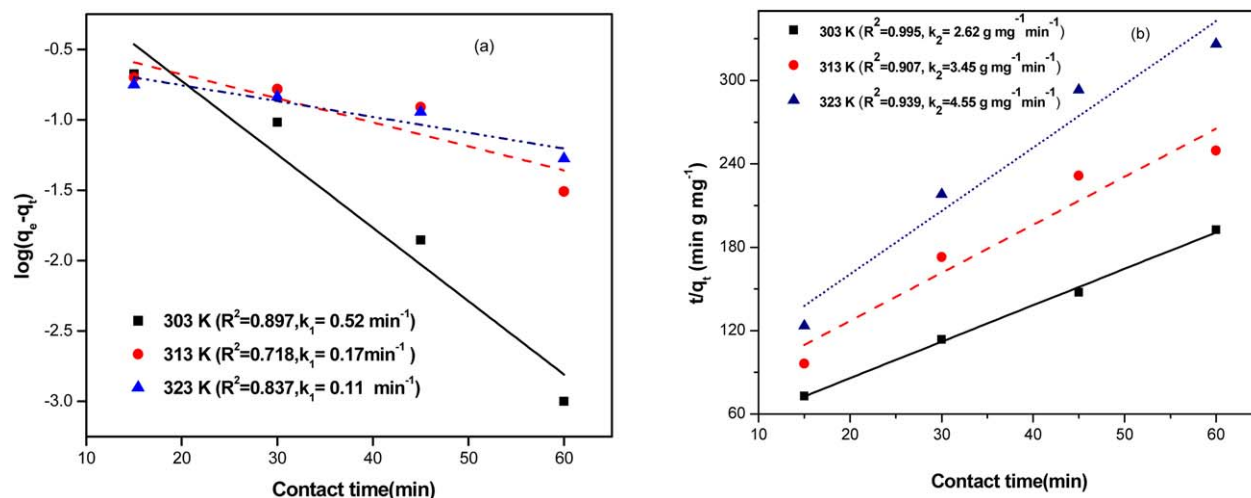 (a)
-0.5
-1.0
-1.5
-2.0
-2.5
-3.0
log(qₑ-qₜ)
303 K (R²=0.897,k₁= 0.52 min⁻¹)
313 K (R²=0.718,k₁= 0.17min⁻¹)
323 K (R²=0.837,k₁= 0.11 min⁻¹)
10 20 30 40 50 60
Contact time(min)
303 K (R²=0.995, k₂= 2.62 g mg⁻¹min⁻¹)
(b)
313 K (R²=0.907, k₂=3.45 g mg⁻¹min⁻¹)
323 K (R²=0.939, k₂=4.55 g mg⁻¹min⁻¹)
300
240
180
120
60
t/qₜ (min g mg⁻¹)
10 20 30 40 50 60
Contact time(min)